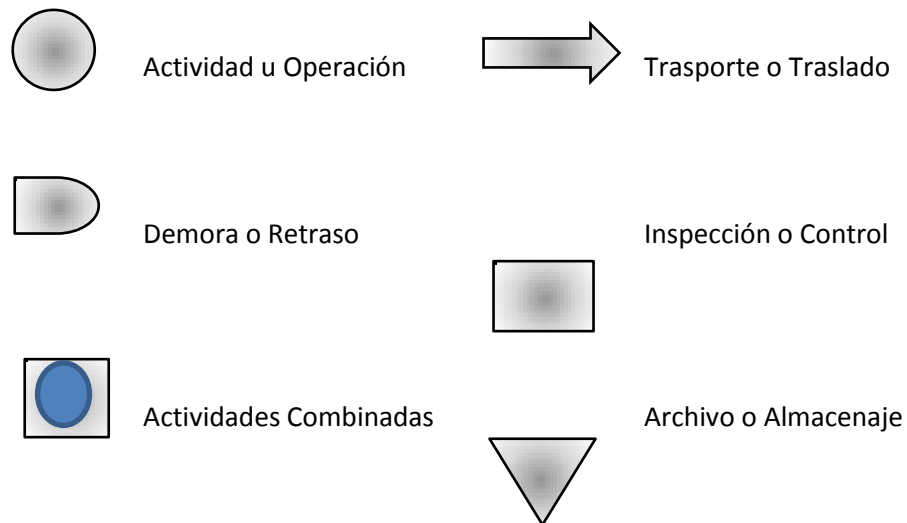 Actividad u Operación
Trasporte o Traslado
Demora o Retraso
Inspección o Control
Actividades Combinadas
Archivo o Almacenaje